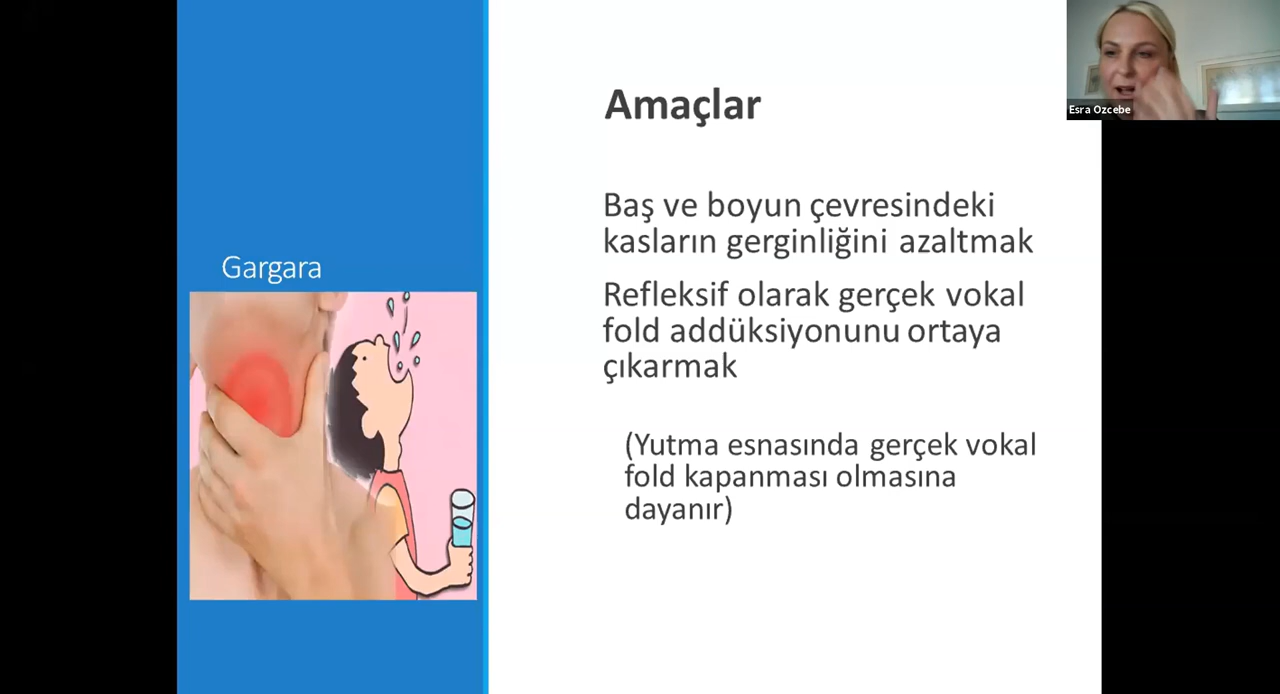 Amaçlar
Esra Ozcebe
Baş ve boyun çevresindeki
kasların gerginliğini azaltmak
Gargara
Refleksif olarak gerçek vokal
fold addüksiyonunu ortaya
çıkarmak
(Yutma esnasında gerçek vokal
fold kapanması olmasına
dayanır)